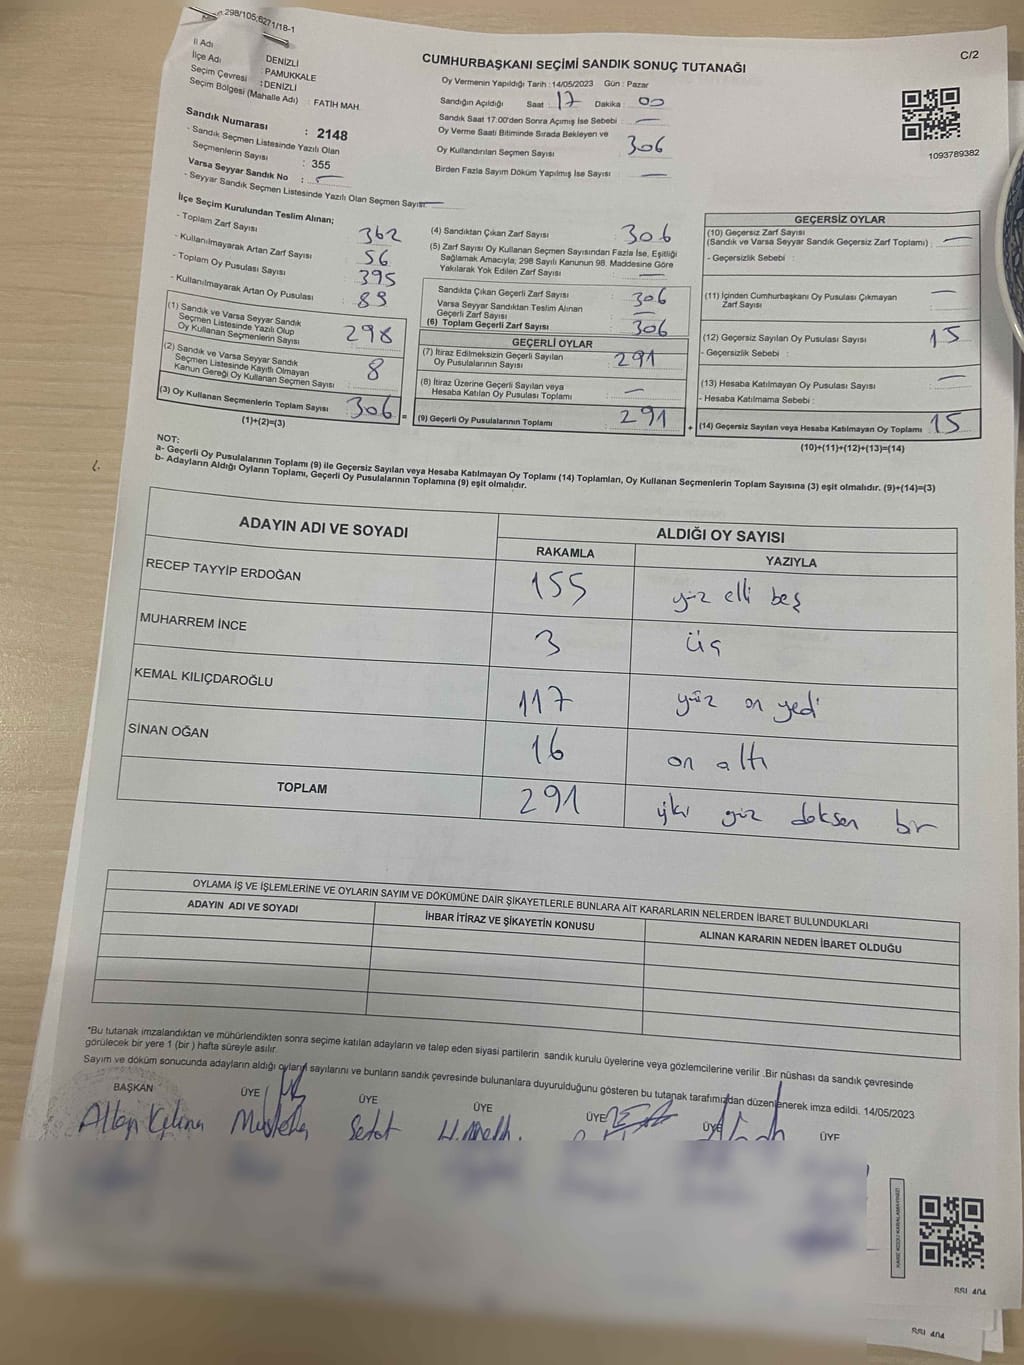 298/105,6271/18-1
C/2
İl Adı : DENİZLİ
İlçe Adı : PAMUKKALE
Seçim Çevresi : DENİZLİ
Seçim Bölgesi (Mahalle Adı) : FATİH MAH.
Sandık Numarası : 2148
- Sandık Seçmen Listesinde Yazılı Olan
Seçmenlerin Sayısı : 355
Varsa Seyyar Sandık No : —
- Seyyar Sandık Seçmen Listesinde Yazılı Olan Seçmen Sayısı: —
CUMHURBAŞKANI SEÇİMİ SANDIK SONUÇ TUTANAĞI
Oy Vermenin Yapıldığı Tarih : 14/05/2023 Gün : Pazar
Sandığın Açıldığı Saat : 17 Dakika : 00
Sandık Saat 17:00'den Sonra Açımış İse Sebebi : —
Oy Verme Saati Bitiminde Sırada Bekleyen ve
Oy Kullandırılan Seçmen Sayısı 306
Birden Fazla Sayım Döküm Yapılmış İse Sayısı : —
1093789382
İlçe Seçim Kurulundan Teslim Alınan;
- Toplam Zarf Sayısı 362
- Kullanılmayarak Artan Zarf Sayısı 56
- Toplam Oy Pusulası Sayısı 395
- Kullanılmayarak Artan Oy Pusulası : 89
(1) Sandık ve Varsa Seyyar Sandık
Seçmen Listesinde Yazılı Olup
Oy Kullanan Seçmenlerin Sayısı 298
(2) Sandık ve Varsa Seyyar Sandık
Seçmen Listesinde Kayıtlı Olmayan
Kanun Gereği Oy Kullanan Seçmen Sayısı 8
(3) Oy Kullanan Seçmenlerin Toplam Sayısı 306 =
(1)+(2)=(3)
(4) Sandıktan Çıkan Zarf Sayısı 306
(5) Zarf Sayısı Oy Kullanan Seçmen Sayısından Fazla İse, Eşitliği
Sağlamak Amacıyla; 298 Sayılı Kanunun 98. Maddesine Göre
Yakılarak Yok Edilen Zarf Sayısı : —
Sandıkta Çıkan Geçerli Zarf Sayısı : 306
Varsa Seyyar Sandıktan Teslim Alınan
Geçerli Zarf Sayısı : —
(6) Toplam Geçerli Zarf Sayısı : 306
GEÇERLİ OYLAR
(7) İtiraz Edilmeksizin Geçerli Sayılan
Oy Pusulalarının Sayısı : 291
(8) İtiraz Üzerine Geçerli Sayılan veya
Hesaba Katılan Oy Pusulası Toplamı : —
(9) Geçerli Oy Pusulalarının Toplamı : 291 +
GEÇERSİZ OYLAR
(10) Geçersiz Zarf Sayısı
(Sandık ve Varsa Seyyar Sandık Geçersiz Zarf Toplamı) : —
- Geçersizlik Sebebi :
(11) İçinden Cumhurbaşkanı Oy Pusulası Çıkmayan
Zarf Sayısı : —
(12) Geçersiz Sayılan Oy Pusulası Sayısı : 15
- Geçersizlik Sebebi :
(13) Hesaba Katılmayan Oy Pusulası Sayısı : —
- Hesaba Katılmama Sebebi :
(14) Geçersiz Sayılan veya Hesaba Katılmayan Oy Toplamı : 15
(10)+(11)+(12)+(13)=(14)
NOT:
a- Geçerli Oy Pusulalarının Toplamı (9) ile Geçersiz Sayılan veya Hesaba Katılmayan Oy Toplamı (14) Toplamları, Oy Kullanan Seçmenlerin Toplam Sayısına (3) eşit olmalıdır. (9)+(14)=(3)
b- Adayların Aldığı Oyların Toplamı, Geçerli Oy Pusulalarının Toplamına (9) eşit olmalıdır.
ADAYIN ADI VE SOYADI ALDIĞI OY SAYISI
RAKAMLA YAZIYLA
RECEP TAYYİP ERDOĞAN 155 yüz elli beş
MUHARREM İNCE 3 üç
KEMAL KILIÇDAROĞLU 117 yüz on yedi
SİNAN OĞAN 16 on altı
TOPLAM 291 iki yüz doksan bir
OYLAMA İŞ VE İŞLEMLERİNE VE OYLARIN SAYIM VE DÖKÜMÜNE DAİR ŞİKAYETLERLE BUNLARA AİT KARARLARIN NELERDEN İBARET BULUNDUKLARI
ADAYIN ADI VE SOYADI İHBAR İTİRAZ VE ŞİKAYETİN KONUSU ALINAN KARARIN NEDEN İBARET OLDUĞU
*Bu tutanak imzalandıktan ve mühürlendikten sonra seçime katılan adayların ve talep eden siyasi partilerin sandık kurulu üyelerine veya gözlemcilerine verilir .Bir nüshası da sandık çevresinde
görülecek bir yere 1 (bir ) hafta süreyle asılır.
Sayım ve döküm sonucunda adayların aldığı oyların sayılarını ve bunların sandık çevresinde bulunanlara duyurulduğunu gösteren bu tutanak tarafımızdan düzenlenerek imza edildi. 14/05/2023
BAŞKAN ÜYE ÜYE ÜYE ÜYE ÜYE ÜYE
SSI 404
SSI 404